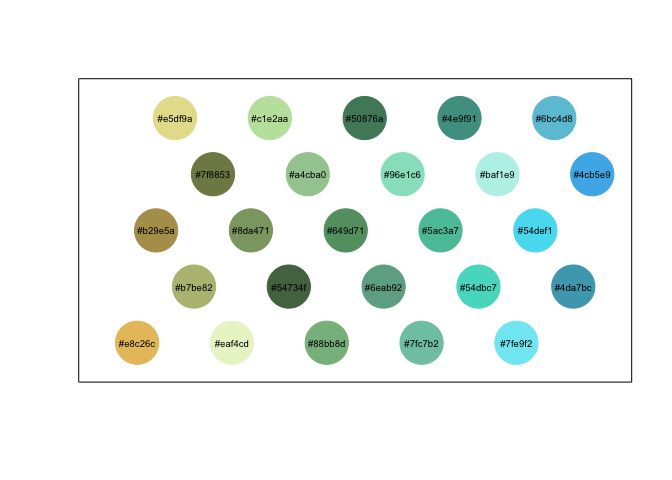 #e5df9a #c1e2aa #50876a #4e9f91 #6bc4d8
#7f8853 #a4cba0 #96e1c6 #baf1e9 #4cb5e9
#b29e5a #8da471 #649d71 #5ac3a7 #54def1
#b7be82 #54734f #6eab92 #54dbc7 #4da7bc
#e8c26c #eaf4cd #88bb8d #7fc7b2 #7fe9f2